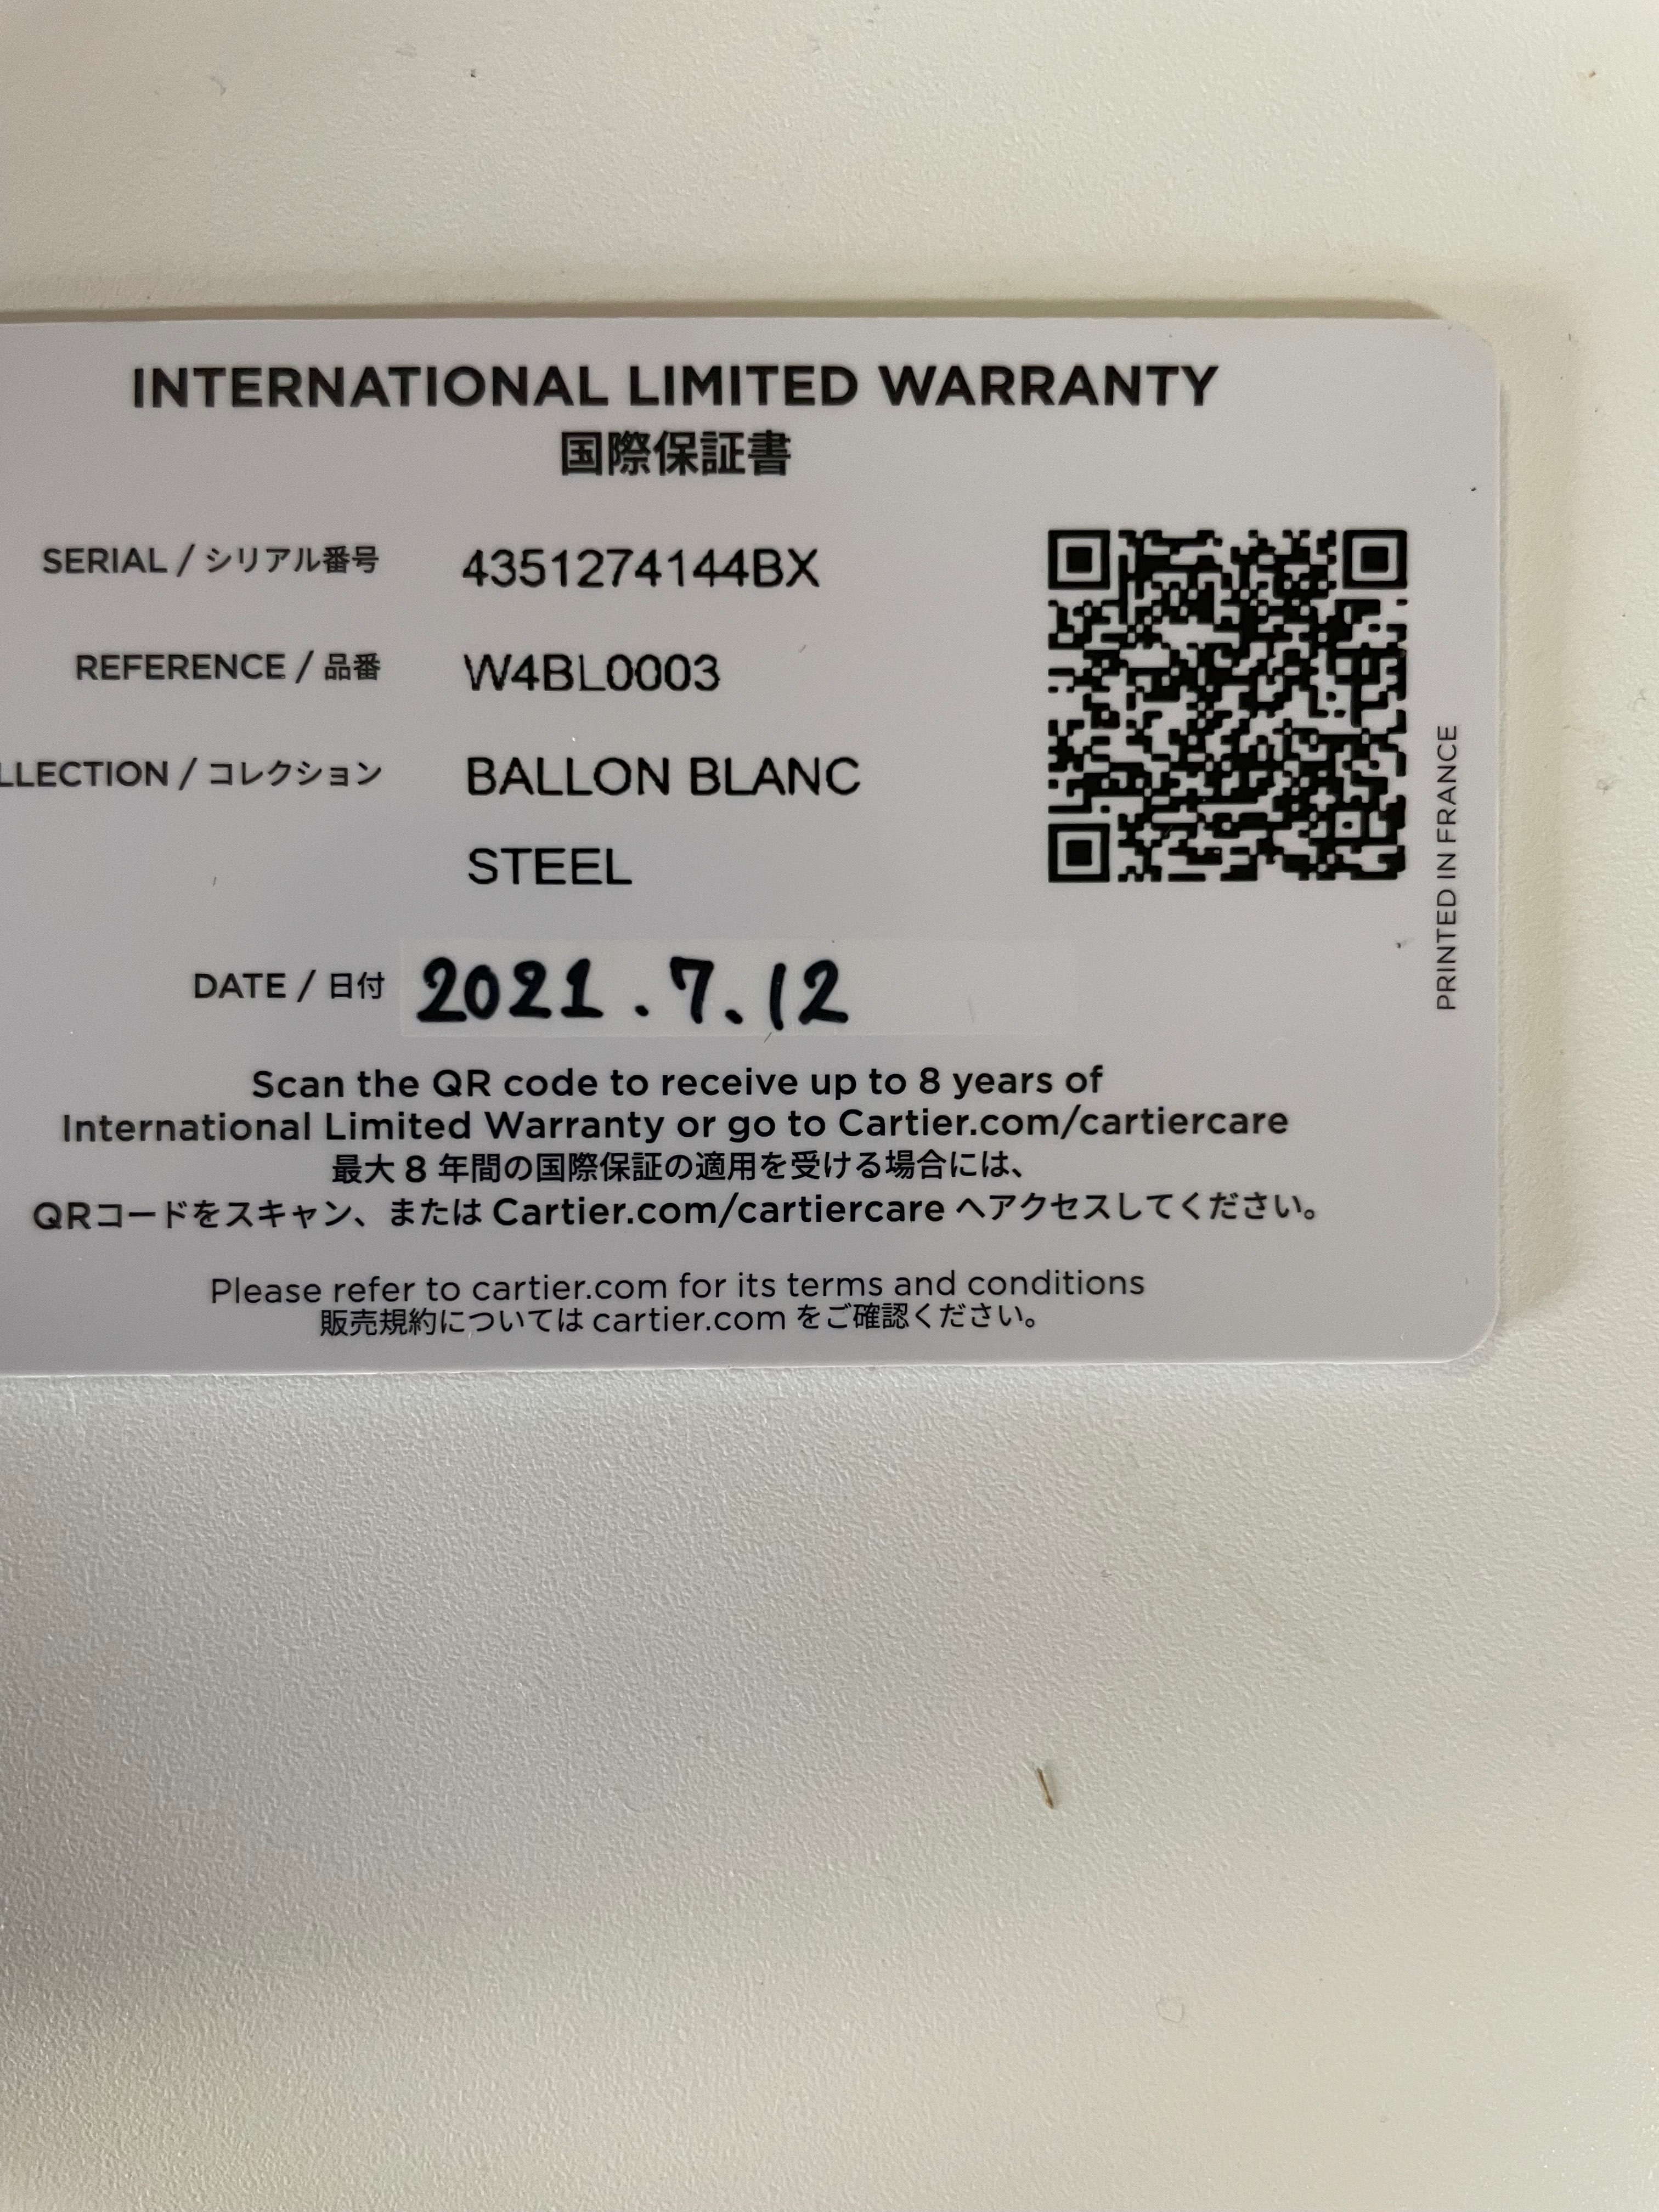 INTERNATIONAL LIMITED WARRANTY
国際保証書
SERIAL / シリアル番号 4351274144BX
REFERENCE / 品番 W4BL0003
LLECTION / コレクション BALLON BLANC
STEEL
DATE / 日付 2021.7.12
Scan the QR code to receive up to 8 years of
International Limited Warranty or go to Cartier.com/cartiercare
最大 8 年間の国際保証の適用を受ける場合には、
QRコードをスキャン、または Cartier.com/cartiercare へアクセスしてください。
Please refer to cartier.com for its terms and conditions
販売規約については cartier.com をご確認ください。
PRINTED IN FRANCE